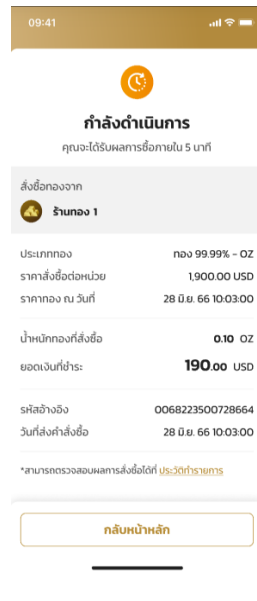 09:41
กำลังดำเนินการ
คุณจะได้รับผลการซื้อภายใน 5 นาที
สั่งซื้อทองจาก
ร้านทอง 1
ประเภททอง ทอง 99.99% - OZ
ราคาสั่งซื้อต่อหน่วย 1,900.00 USD
ราคาทอง ณ วันที่ 28 มิ.ย. 66 10:03:00
น้ำหนักทองที่สั่งซื้อ 0.10 OZ
ยอดเงินที่ชำระ 190.00 USD
รหัสอ้างอิง 0068223500728664
วันที่ส่งคำสั่งซื้อ 28 มิ.ย. 66 10:03:00
*สามารถตรวจสอบผลการสั่งซื้อได้ที่ ประวัติทำรายการ
กลับหน้าหลัก